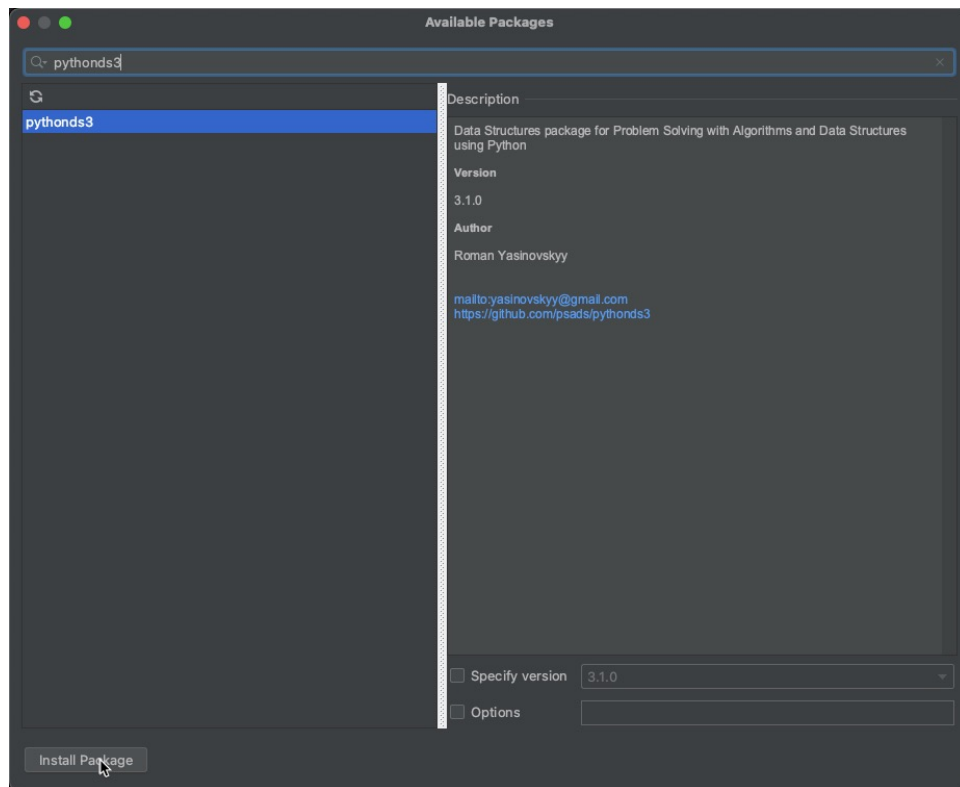 Available Packages
pythonds3
pythonds3
Description
Data Structures package for Problem Solving with Algorithms and Data Structures
using Python
Version
3.1.0
Author
Roman Yasinovskyy
mailto:yasinovskyy@gmail.com
https://github.com/psads/pythonds3
Specify version
3.1.0
Options
Install Package